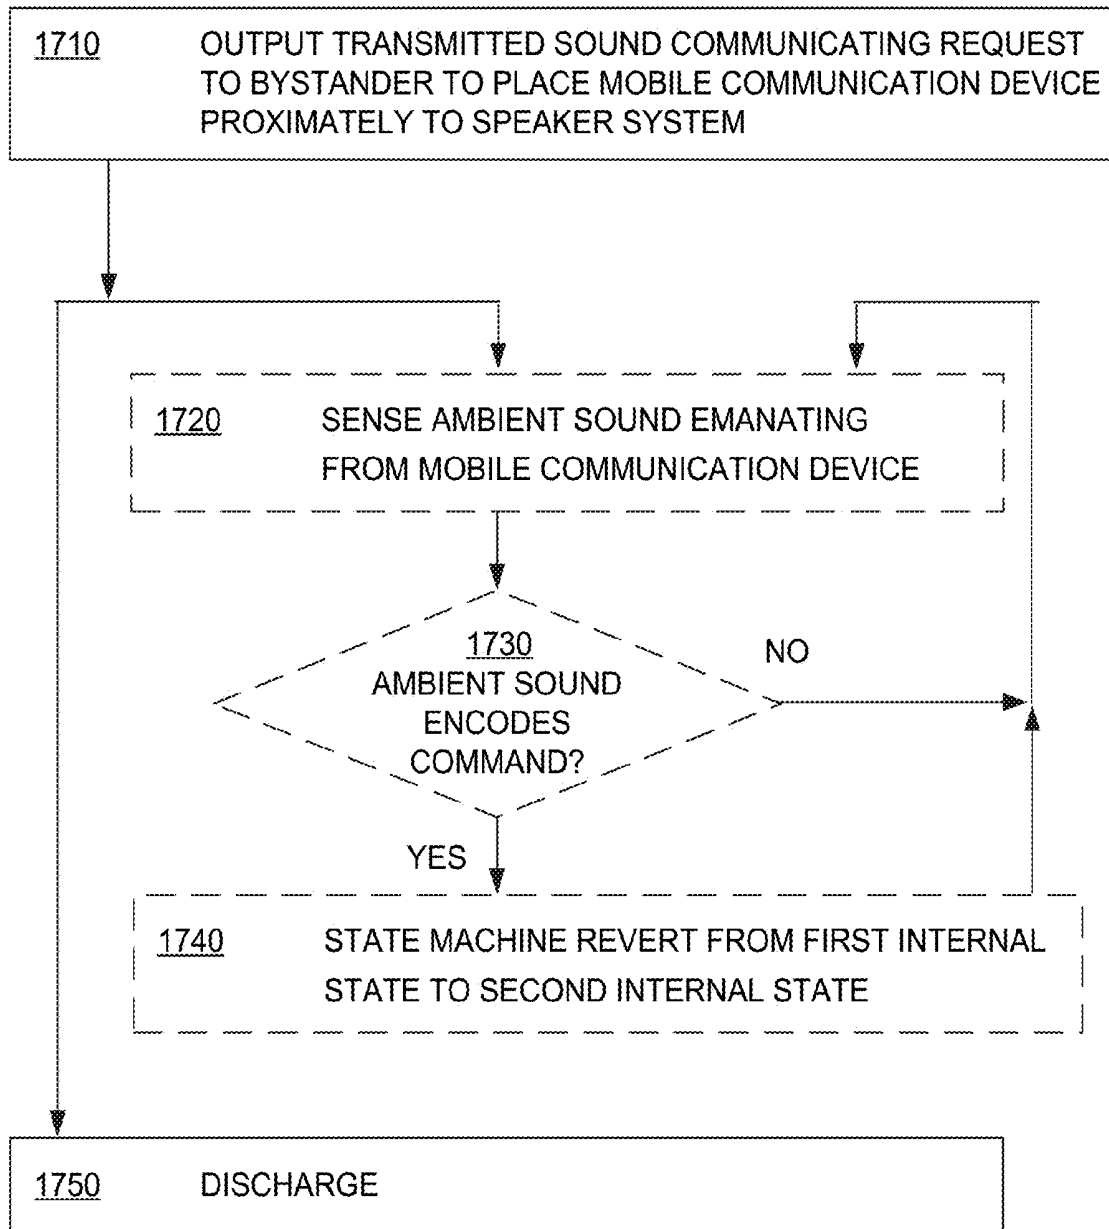 1710 OUTPUT TRANSMITTED SOUND COMMUNICATING REQUEST
TO BYSTANDER TO PLACE MOBILE COMMUNICATION DEVICE
PROXIMATELY TO SPEAKER SYSTEM
1720 SENSE AMBIENT SOUND EMANATING
FROM MOBILE COMMUNICATION DEVICE
1730
AMBIENT SOUND
ENCODES
COMMAND?
NO
YES
1740 STATE MACHINE REVERT FROM FIRST INTERNAL
STATE TO SECOND INTERNAL STATE
1750 DISCHARGE